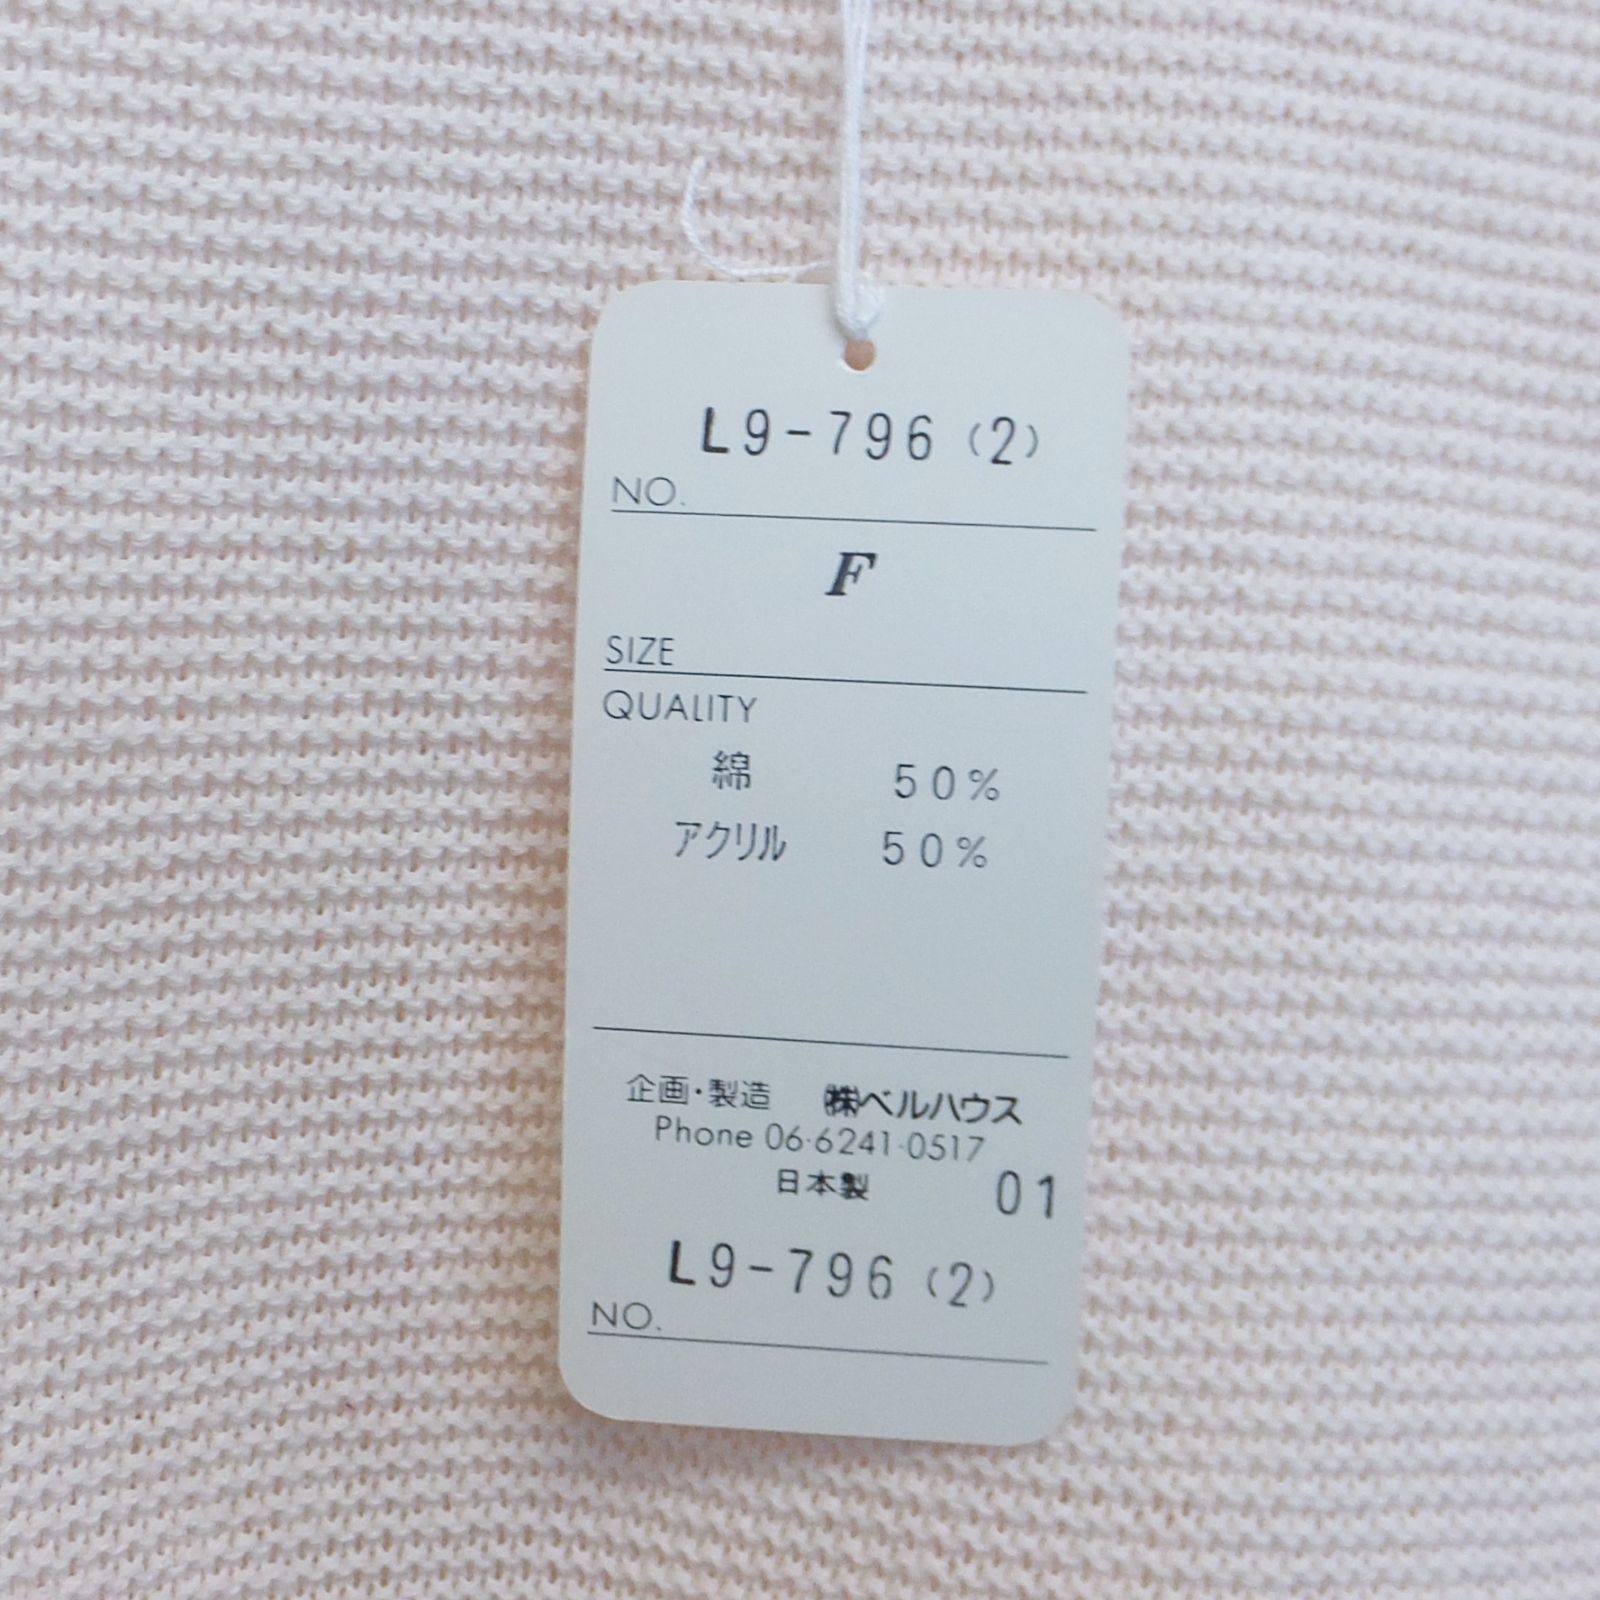 L9-796(2)
NO.
F
SIZE
QUALITY
綿 50%
アクリル 50%
企画・製造 ㈱ベルハウス
Phone 06·6241·0517
日本製 01
L9-796(2)
NO.